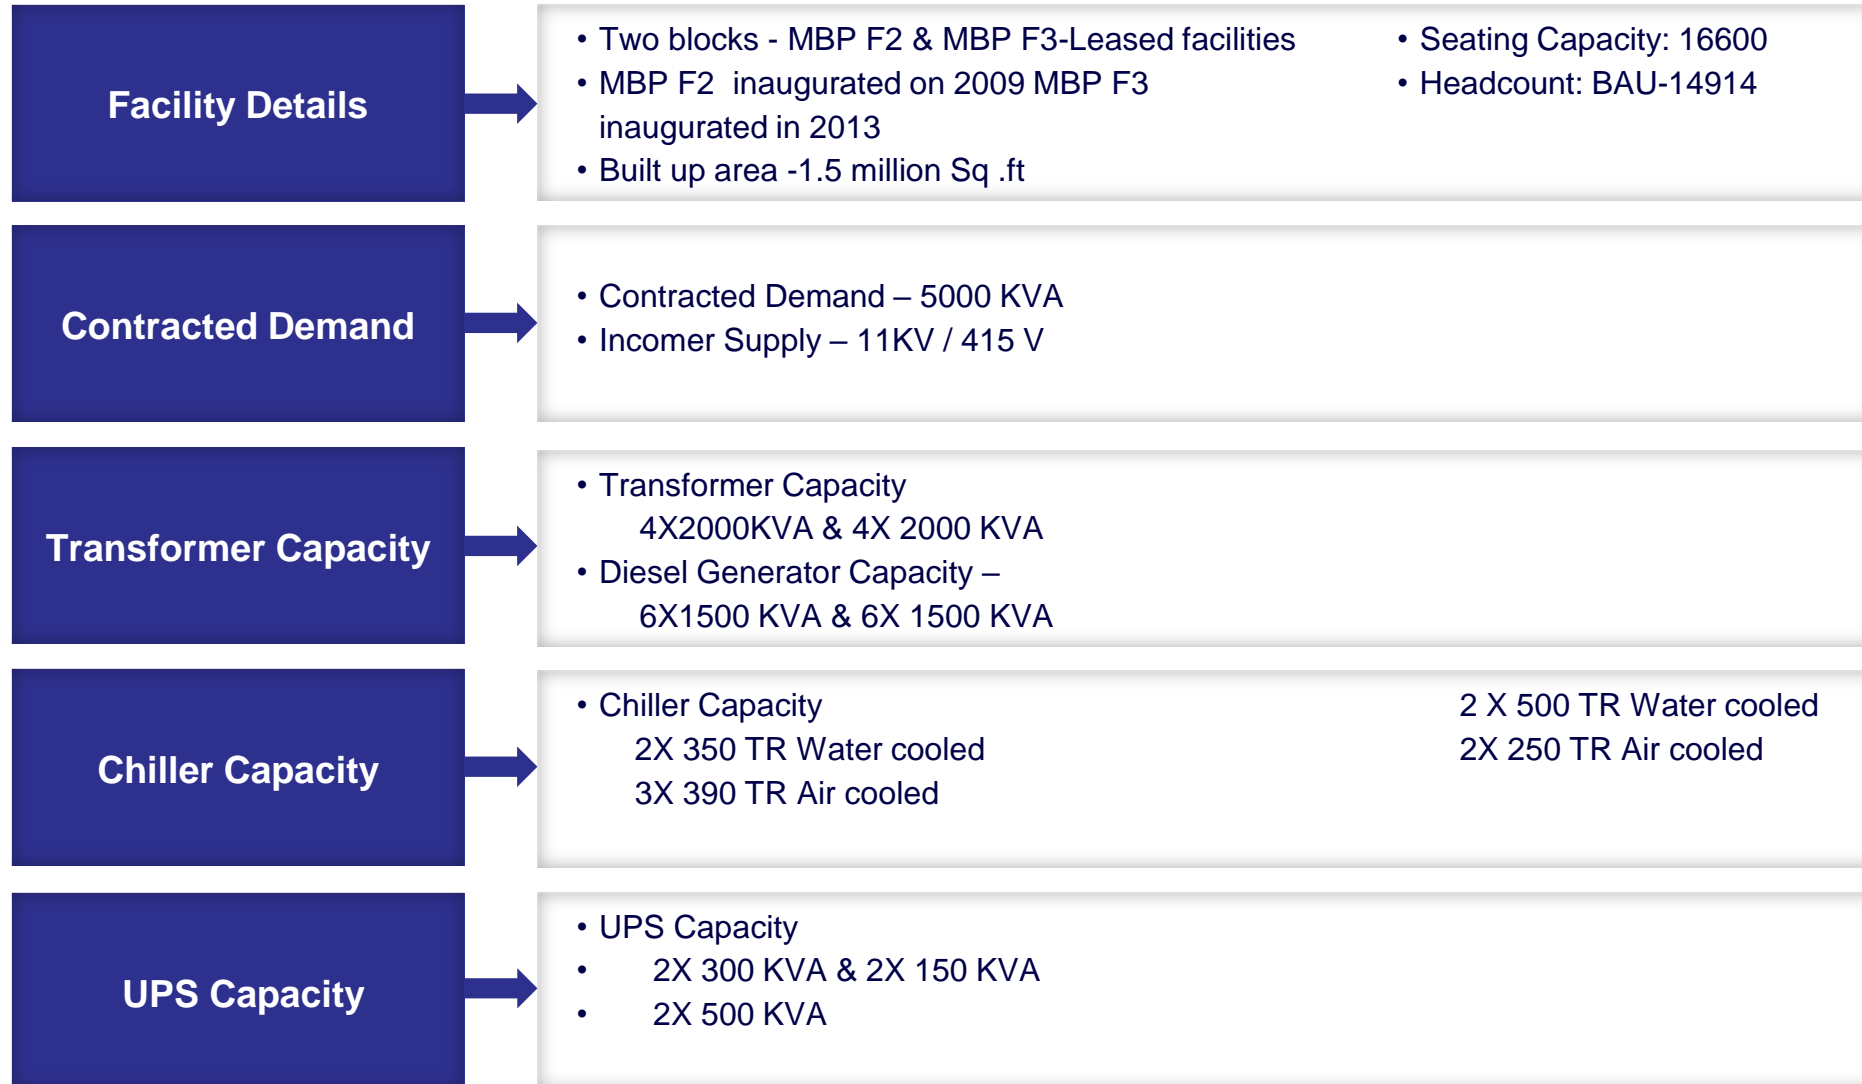 Facility Details
• Two blocks - MBP F2 & MBP F3-Leased facilities
• MBP F2 inaugurated on 2009 MBP F3
inaugurated in 2013
• Built up area -1.5 million Sq .ft
• Seating Capacity: 16600
• Headcount: BAU-14914
Contracted Demand
• Contracted Demand – 5000 KVA
• Incomer Supply – 11KV / 415 V
Transformer Capacity
• Transformer Capacity
4X2000KVA & 4X 2000 KVA
• Diesel Generator Capacity –
6X1500 KVA & 6X 1500 KVA
Chiller Capacity
• Chiller Capacity
2X 350 TR Water cooled
3X 390 TR Air cooled
2 X 500 TR Water cooled
2X 250 TR Air cooled
UPS Capacity
• UPS Capacity
• 2X 300 KVA & 2X 150 KVA
• 2X 500 KVA